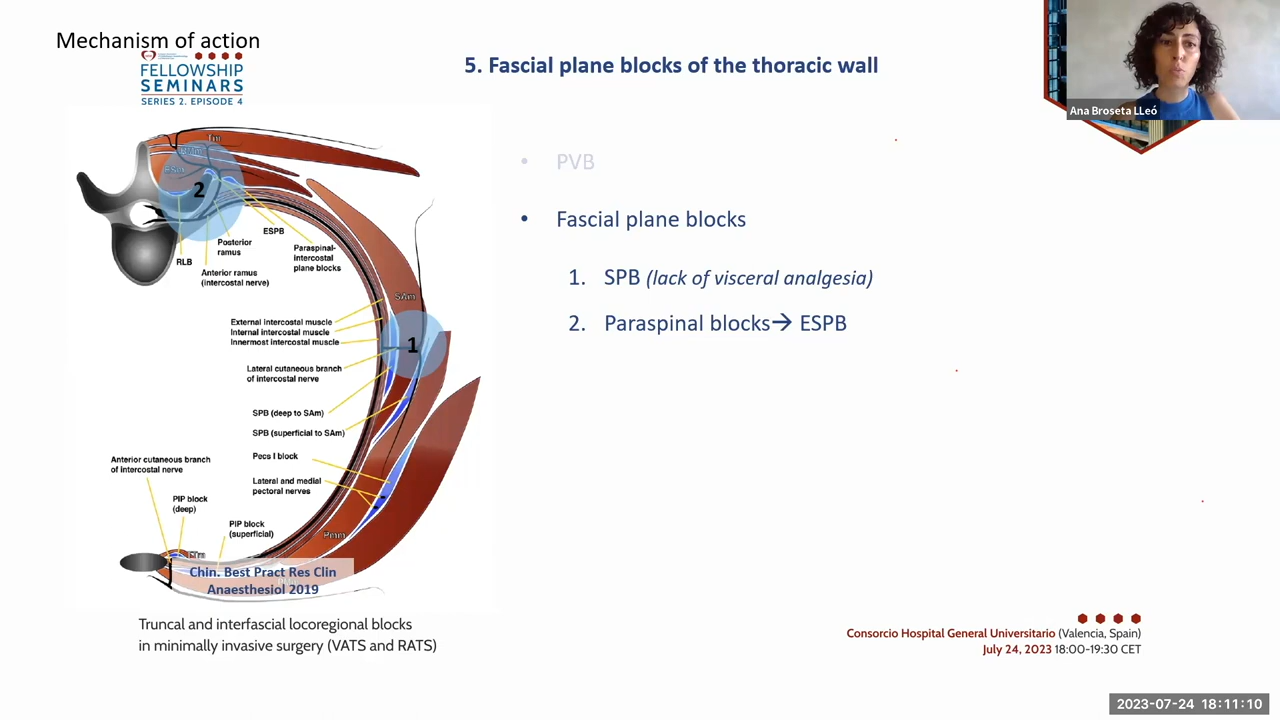 Mechanism of action
FELLOWSHIP
SEMINARS
SERIES 2. EPISODE 4
5. Fascial plane blocks of the thoracic wall
Ana Broseta LLeó
Tm
ESm
2
ESPB
Posterior
ramus
Paraspinal-
intercostal
plane blocks
RLB
Anterior ramus
(intercostal nerve)
SAm
External intercostal muscle
Internal intercostal muscle
Innermost intercostal muscle
1
Lateral cutaneous branch
of intercostal nerve
SPB (deep to SAm)
SPB (superficial to SAm)
Pecs I block
Anterior cutaneous branch
of intercostal nerve
Lateral and medial
pectoral nerves
PIP block
(deep)
PIP block
(superficial)
Pmm
Chin. Best Pract Res Clin
Anaesthesiol 2019
• PVB
• Fascial plane blocks
1. SPB (lack of visceral analgesia)
2. Paraspinal blocks→ ESPB
Truncal and interfascial locoregional blocks
in minimally invasive surgery (VATS and RATS)
Consorcio Hospital General Universitario (Valencia, Spain)
July 24, 2023 18:00-19:30 CET
2023-07-24 18:11:10